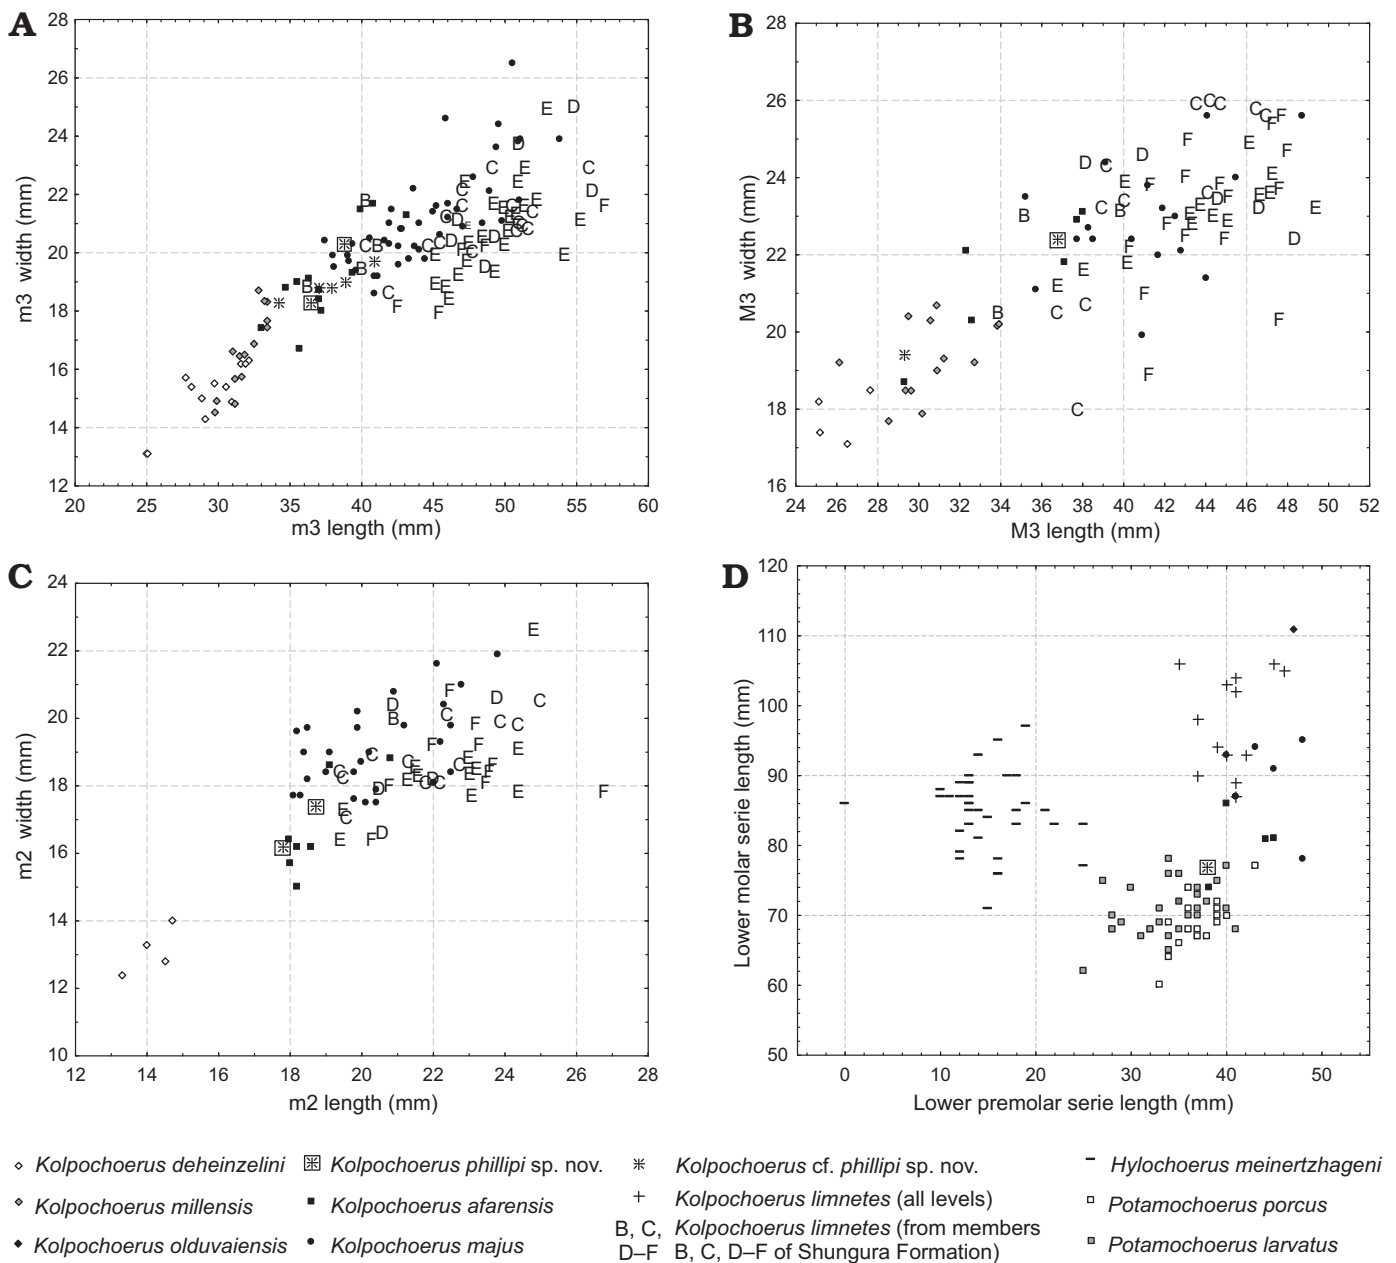 A
28
26
24
22
20
18
16
14
12
20 25 30 35 40 45 50 55 60
m3 width (mm)
m3 length (mm)
B
28
26
24
22
20
18
16
24 26 28 30 32 34 36 38 40 42 44 46 48 50 52
M3 width (mm)
M3 length (mm)
C
24
22
20
18
16
14
12
10
12 14 16 18 20 22 24 26 28
m2 width (mm)
m2 length (mm)
D
120
110
100
90
80
70
60
50
0 10 20 30 40 50
Lower molar serie length (mm)
Lower premolar serie length (mm)
Kolpochoerus deheinzelini
Kolpochoerus millensis
Kolpochoerus olduvaiensis
Kolpochoerus phillipi sp. nov.
Kolpochoerus afarensis
Kolpochoerus majus
Kolpochoerus cf. phillipi sp. nov.
Kolpochoerus limnetes (all levels)
B, C, Kolpochoerus limnetes (from members
D–F B, C, D–F of Shungura Formation)
Hylochoerus meinertzhageni
Potamochoerus porcus
Potamochoerus larvatus